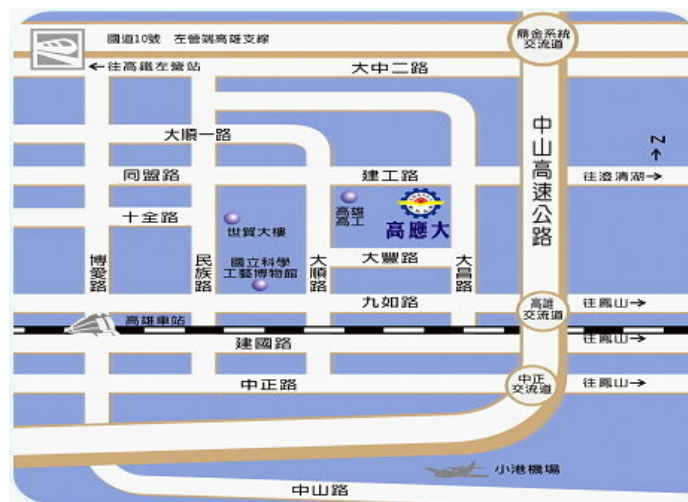 國道10號 左營端高雄支線
鼎金系統
交流道
←往高鐵左營站
大中二路
大順一路
中山高速公路
N
同盟路
建工路
往澄清湖→
十全路
世貿大樓
高雄
高工
高應大
博愛路
民族路
國立科學
工藝博物館
大順路
大豐路
大昌路
九如路
高雄
交流道
往鳳山→
高雄車站
建國路
往鳳山→
中正路
中正
交流道
往鳳山→
小港機場
中山路